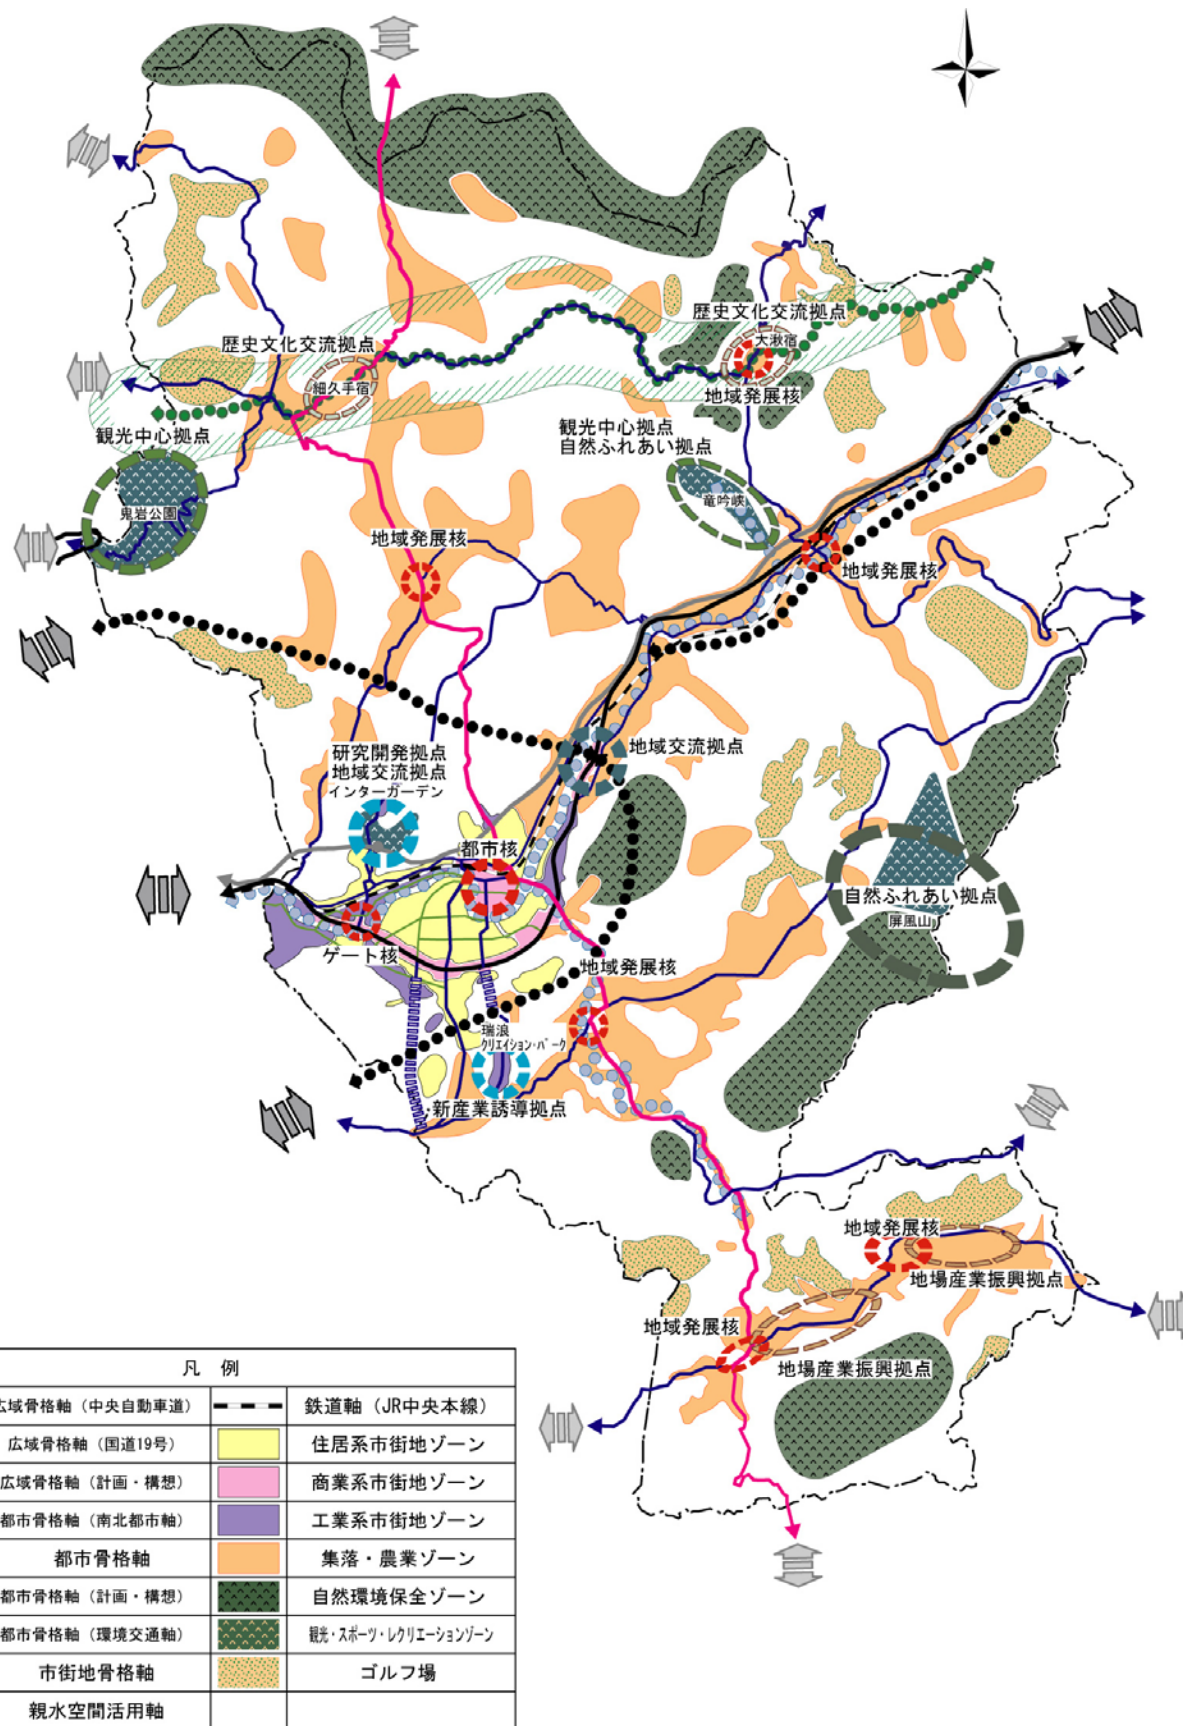 歴史文化交流拠点
大湫宿
地域発展核
歴史文化交流拠点
細久手宿
観光中心拠点
鬼岩公園
観光中心拠点
自然ふれあい拠点
竜吟峡
地域発展核
地域発展核
地域交流拠点
研究開発拠点
地域交流拠点
インターガーデン
都市核
自然ふれあい拠点
屏風山
ゲート核
地域発展核
瑞浪
クリエイション・パーク
新産業誘導拠点
地域発展核
地場産業振興拠点
地域発展核
地場産業振興拠点
凡 例
広域骨格軸（中央自動車道） 鉄道軸（JR中央本線）
広域骨格軸（国道19号） 住居系市街地ゾーン
広域骨格軸（計画・構想） 商業系市街地ゾーン
都市骨格軸（南北都市軸） 工業系市街地ゾーン
都市骨格軸 集落・農業ゾーン
都市骨格軸（計画・構想） 自然環境保全ゾーン
都市骨格軸（環境交通軸） 観光・スポーツ・レクリエーションゾーン
市街地骨格軸 ゴルフ場
親水空間活用軸